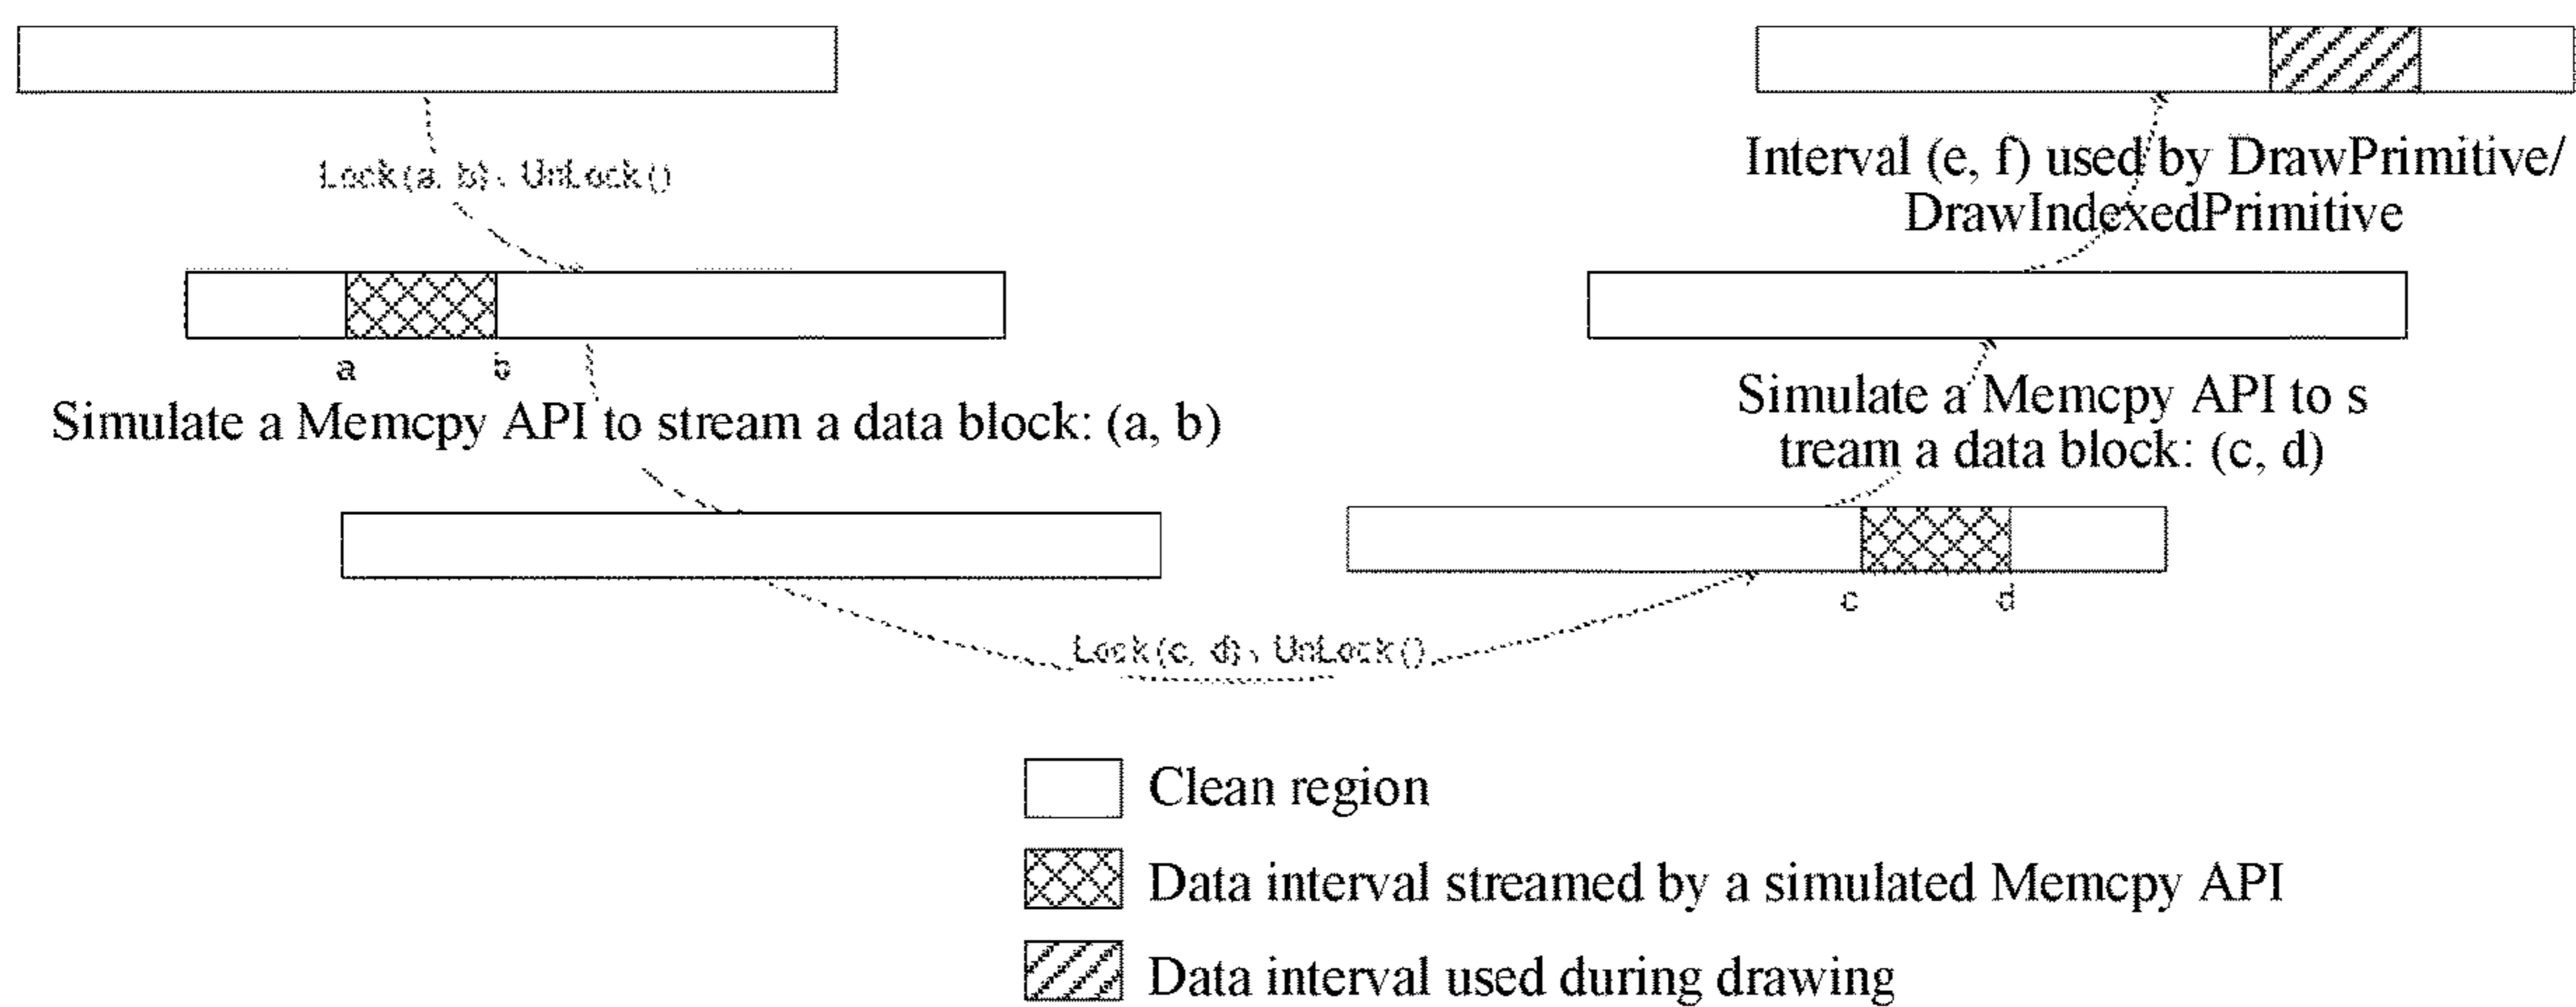 Lock(a, b)、UnLock()
Interval (e, f) used by DrawPrimitive/
DrawIndexedPrimitive
a
b
Simulate a Memcpy API to stream a data block: (a, b)
Simulate a Memcpy API to s
tream a data block: (c, d)
c
d
Lock(c, d)、UnLock()
Clean region
Data interval streamed by a simulated Memcpy API
Data interval used during drawing